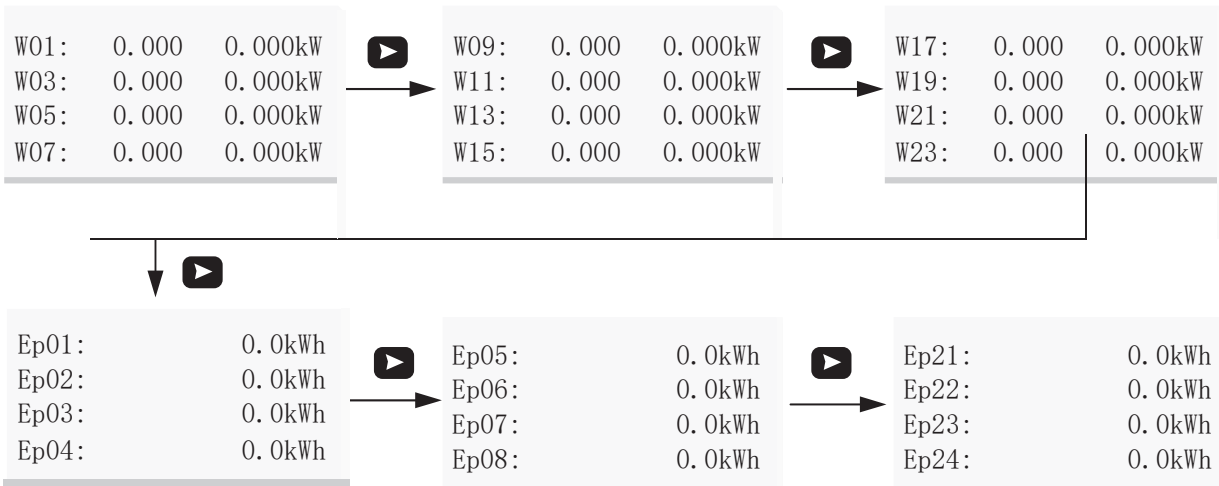 W01: 0.000 0.000kW
W03: 0.000 0.000kW
W05: 0.000 0.000kW
W07: 0.000 0.000kW
W09: 0.000 0.000kW
W11: 0.000 0.000kW
W13: 0.000 0.000kW
W15: 0.000 0.000kW
W17: 0.000 0.000kW
W19: 0.000 0.000kW
W21: 0.000 0.000kW
W23: 0.000 0.000kW
Ep01: 0.0kWh
Ep02: 0.0kWh
Ep03: 0.0kWh
Ep04: 0.0kWh
Ep05: 0.0kWh
Ep06: 0.0kWh
Ep07: 0.0kWh
Ep08: 0.0kWh
Ep21: 0.0kWh
Ep22: 0.0kWh
Ep23: 0.0kWh
Ep24: 0.0kWh